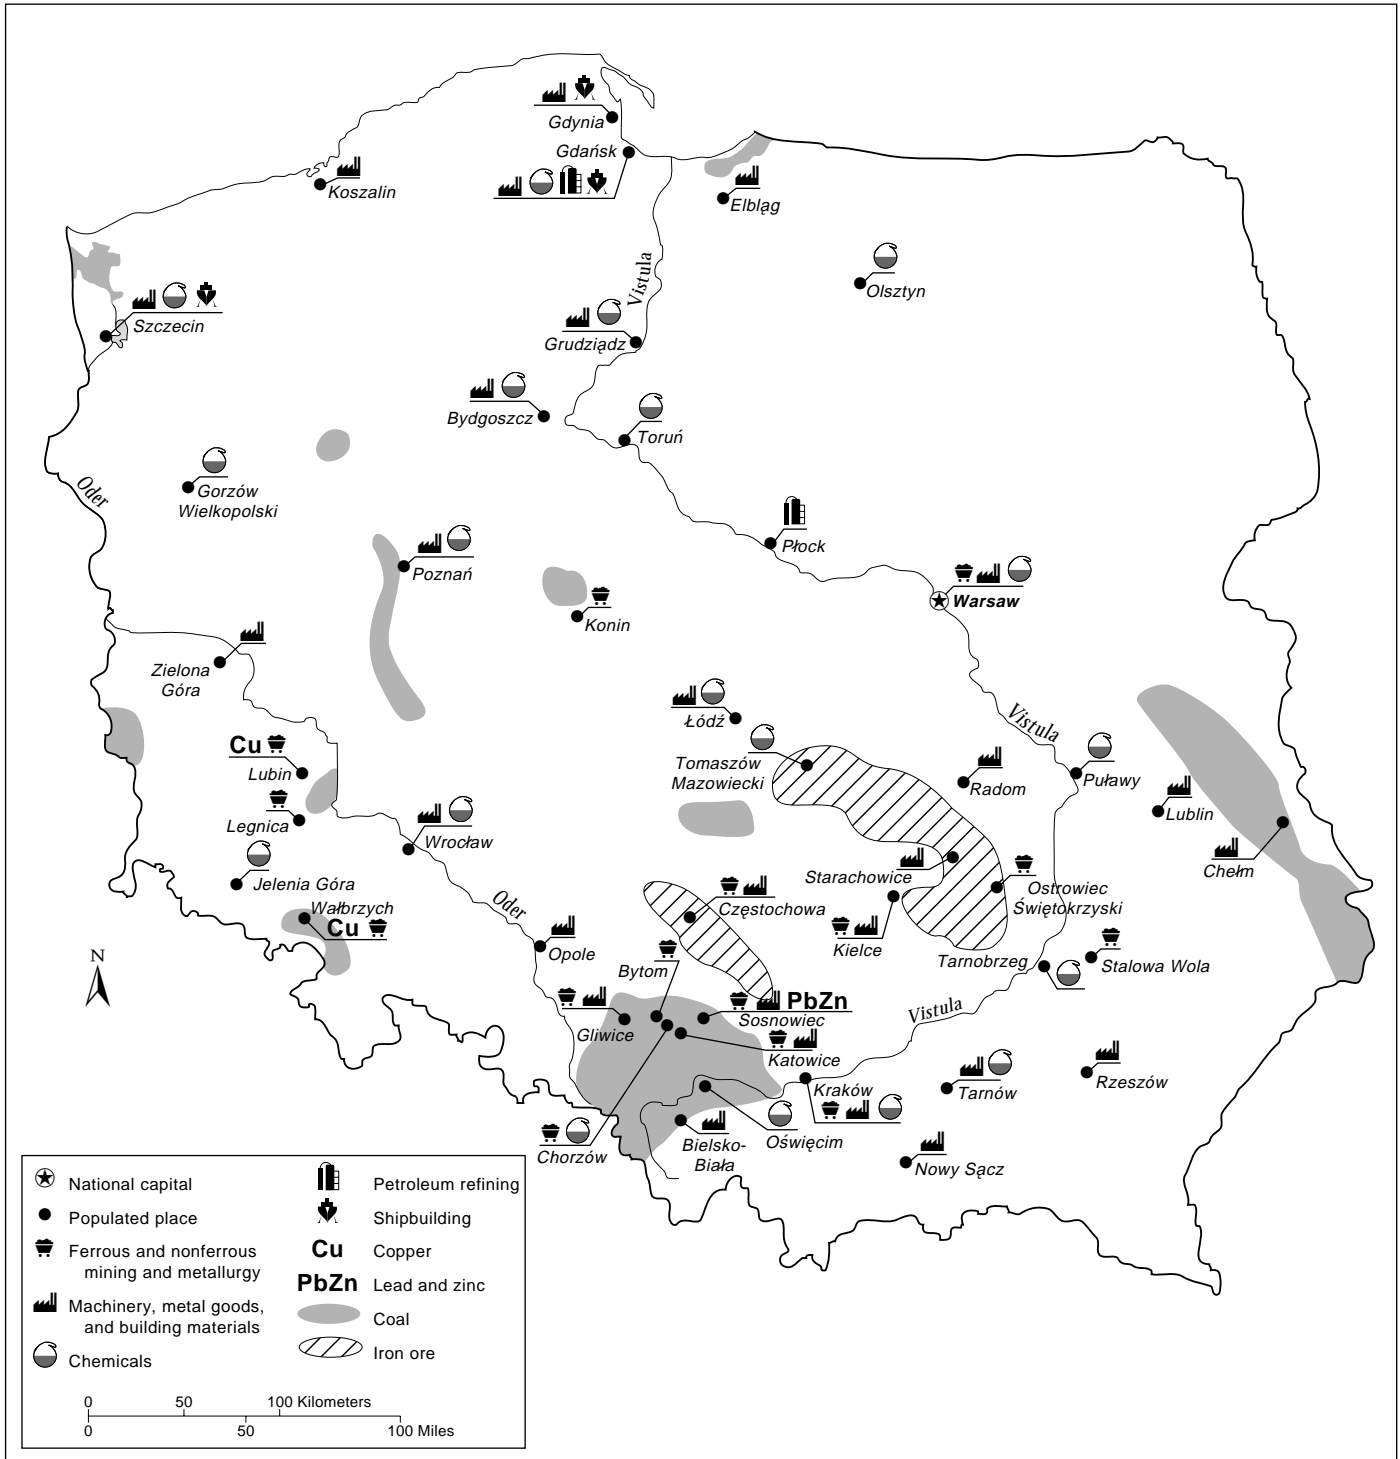 Gdynia
Gdańsk
Koszalin
Elbląg
Vistula
Olsztyn
Szczecin
Grudziądz
Bydgoszcz
Toruń
Oder
Gorzów
Wielkopolski
Płock
Poznań
Warsaw
Konin
Zielona
Góra
Łódź
Vistula
Cu
Lubin
Tomaszów
Mazowiecki
Radom
Puławy
Lublin
Legnica
Wrocław
Chełm
Starachowice
Jelenia Góra
Ostrowiec
Świętokrzyski
Wałbrzych
Cu
Oder
Częstochowa
Kielce
N
Opole
Bytom
Tarnobrzeg
Stalowa Wola
PbZn
Sosnowiec
Vistula
Gliwice
Katowice
Kraków
Tarnów
Rzeszów
Chorzów
Bielsko-
Biała
Oświęcim
Nowy Sącz
National capital
Populated place
Ferrous and nonferrous
mining and metallurgy
Machinery, metal goods,
and building materials
Chemicals
Petroleum refining
Shipbuilding
Cu Copper
PbZn Lead and zinc
Coal
Iron ore
0 50 100 Kilometers
0 50 100 Miles